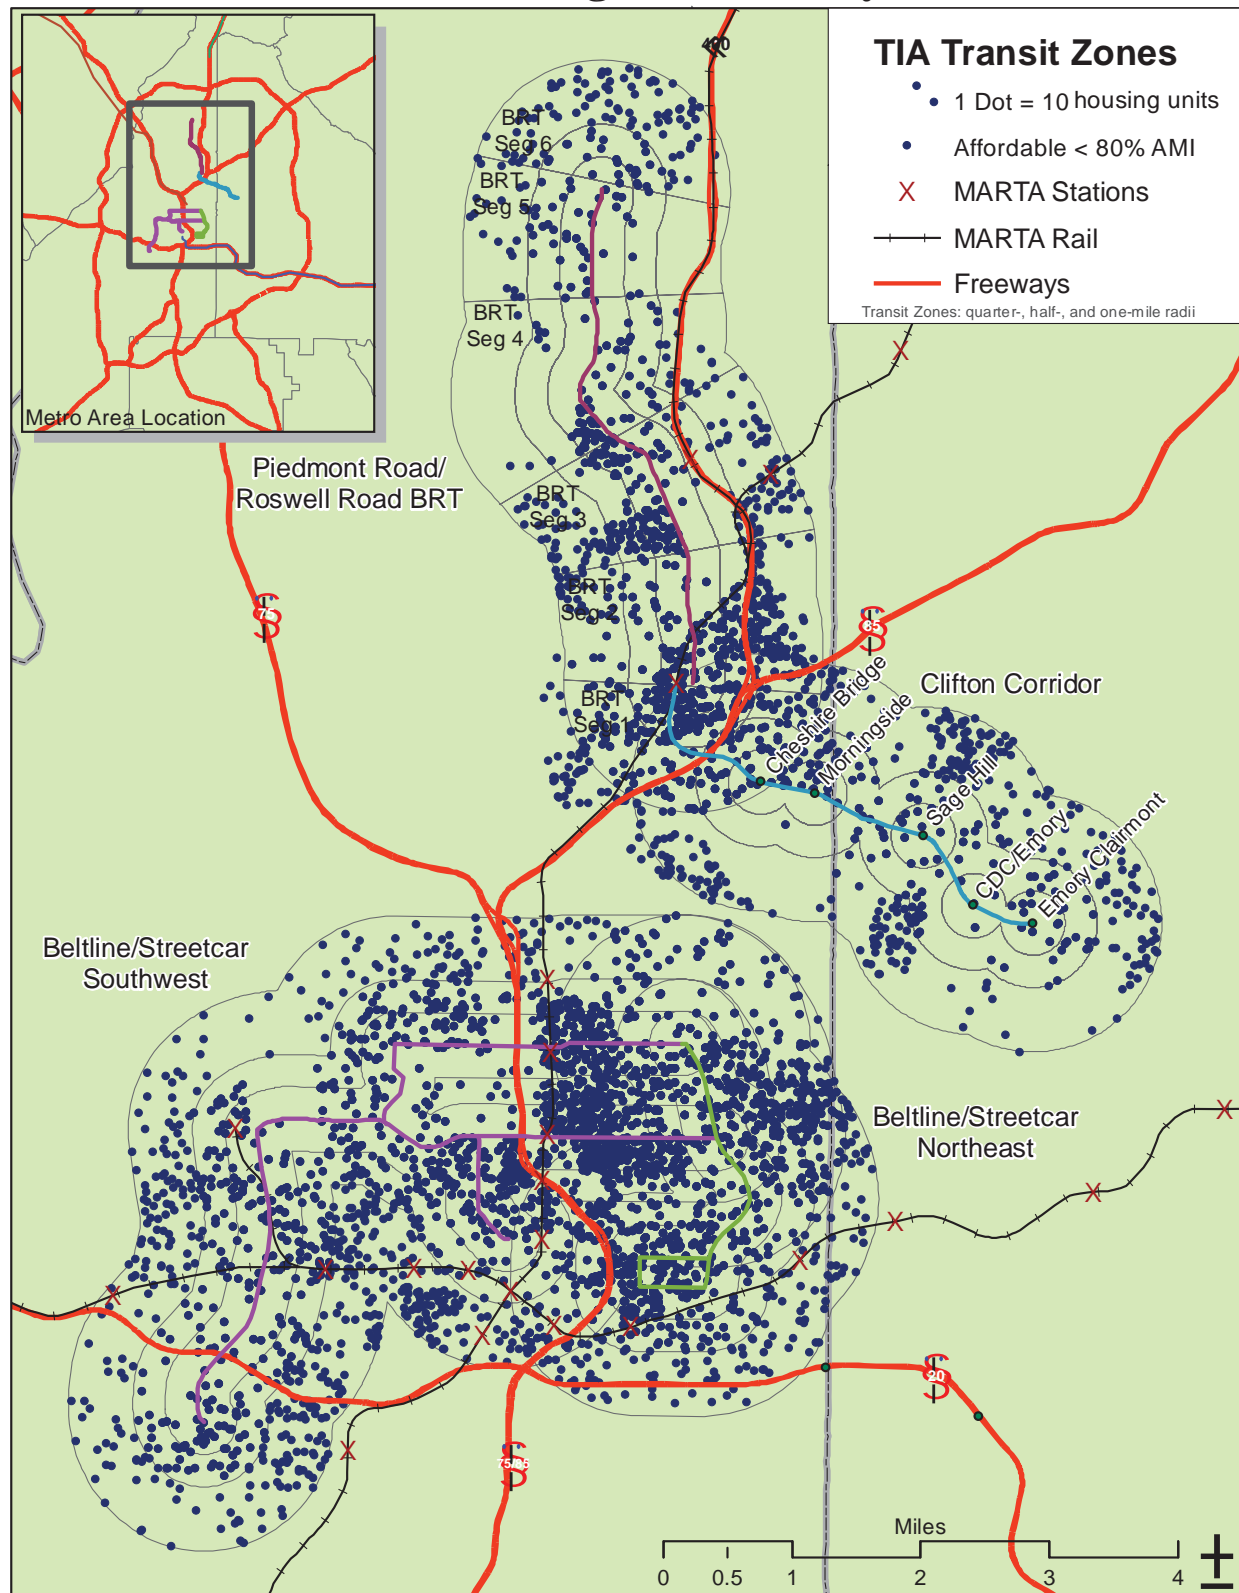 400
TIA Transit Zones
1 Dot = 10 housing units
Affordable < 80% AMI
MARTA Stations
MARTA Rail
Freeways
Transit Zones: quarter-, half-, and one-mile radii
Metro Area Location
BRT
Seg 6
BRT
Seg 5
BRT
Seg 4
Piedmont Road/
Roswell Road BRT
BRT
Seg 3
BRT
Seg 2
75
85
BRT
Seg 1
Clifton Corridor
Cheshire Bridge
Morningside
Sage Hill
CDC/Emory
Emory Clairmont
Beltline/Streetcar
Southwest
Beltline/Streetcar
Northeast
20
75/85
Miles
0 0.5 1 2 3 4